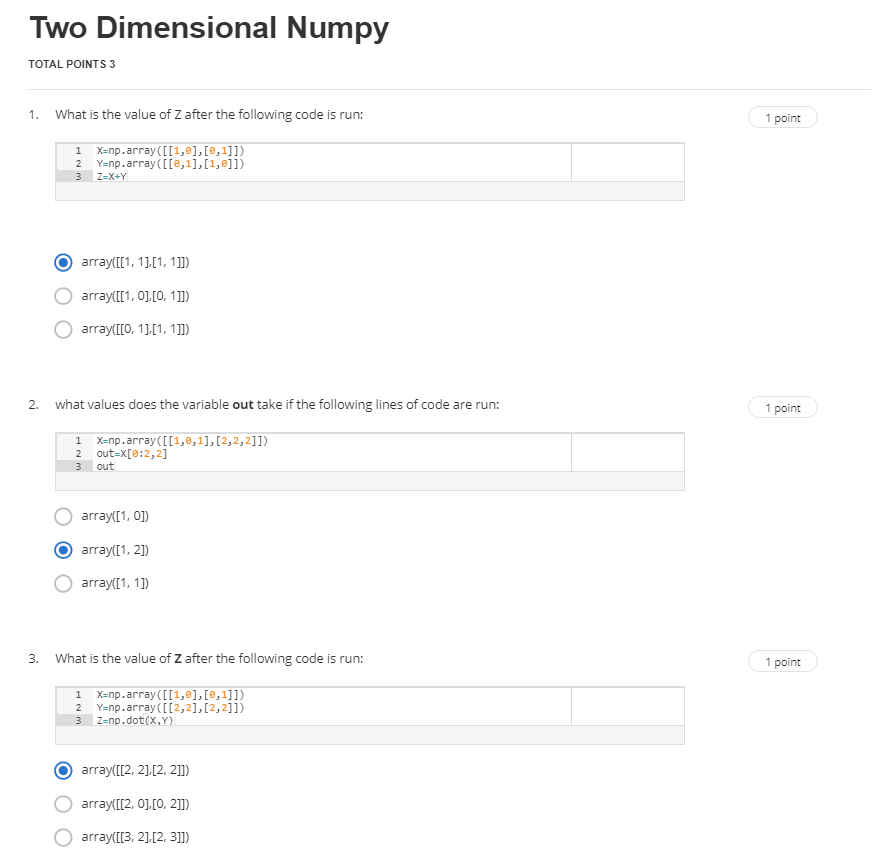 Two Dimensional Numpy
TOTAL POINTS 3
1. What is the value of Z after the following code is run:
1 point
1 X=np.array([[1,0],[0,1]])
2 Y=np.array([[0,1],[1,0]])
3 Z=X+Y
array([[1, 1],[1, 1]])
array([[1, 0],[0, 1]])
array([[0, 1],[1, 1]])
2. what values does the variable out take if the following lines of code are run:
1 point
1 X=np.array([[1,0,1],[2,2,2]])
2 out=X[0:2,2]
3 out
array([1, 0])
array([1, 2])
array([1, 1])
3. What is the value of Z after the following code is run:
1 point
1 X=np.array([[1,0],[0,1]])
2 Y=np.array([[2,2],[2,2]])
3 Z=np.dot(X,Y)
array([[2, 2],[2, 2]])
array([[2, 0],[0, 2]])
array([[3, 2],[2, 3]])